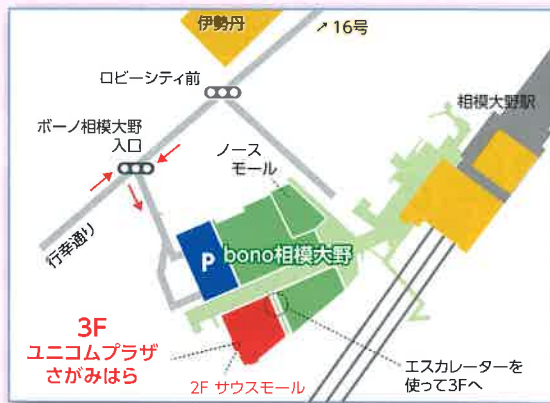 伊勢丹
↗16号
ロビーシティ前
相模大野駅
ボーノ相模大野
入口
ノース
モール
行幸通り
P
bono相模大野
3F
ユニコムプラザ
さがみはら
2F サウスモール
エスカレーターを
使って3Fへ